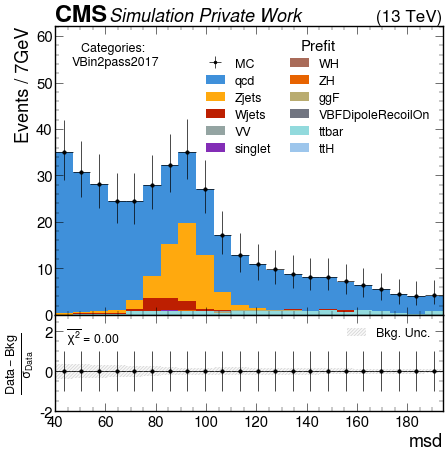 CMS Simulation Private Work (13 TeV)
Categories:
VBin2pass2017
Prefit
MC
qcd
Zjets
Wjets
VV
singlet
WH
ZH
ggF
VBFDipoleRecoilOn
ttbar
ttH
Events / 7GeV
60
50
40
30
20
10
0
χ² = 0.00
Bkg. Unc.
Data − Bkg
σData
2
0
-2
40 60 80 100 120 140 160 180
msd